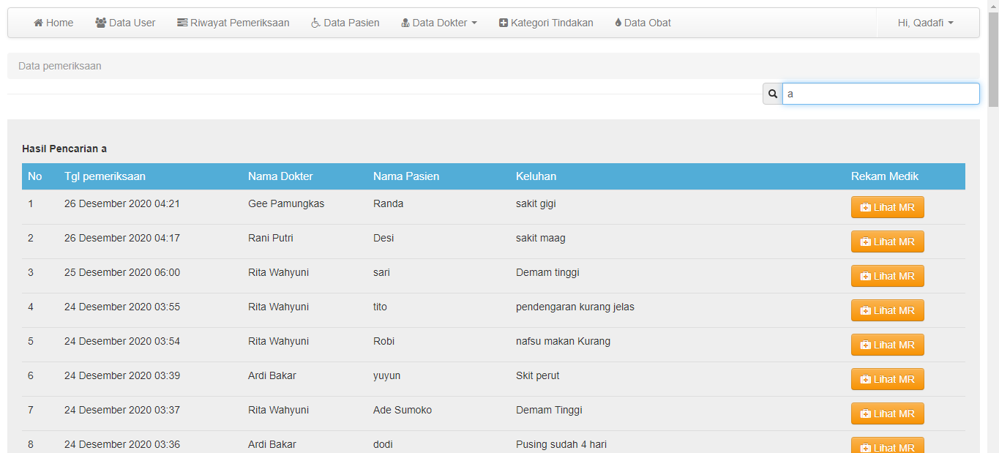 Home Data User Riwayat Pemeriksaan Data Pasien Data Dokter Kategori Tindakan Data Obat Hi, Qadafi
Data pemeriksaan
a
Hasil Pencarian a
No Tgl pemeriksaan Nama Dokter Nama Pasien Keluhan Rekam Medik
1 26 Desember 2020 04:21 Gee Pamungkas Randa sakit gigi Lihat MR
2 26 Desember 2020 04:17 Rani Putri Desi sakit maag Lihat MR
3 25 Desember 2020 06:00 Rita Wahyuni sari Demam tinggi Lihat MR
4 24 Desember 2020 03:55 Rita Wahyuni tito pendengaran kurang jelas Lihat MR
5 24 Desember 2020 03:54 Rita Wahyuni Robi nafsu makan Kurang Lihat MR
6 24 Desember 2020 03:39 Ardi Bakar yuyun Skit perut Lihat MR
7 24 Desember 2020 03:37 Rita Wahyuni Ade Sumoko Demam Tinggi Lihat MR
8 24 Desember 2020 03:36 Ardi Bakar dodi Pusing sudah 4 hari Lihat MR